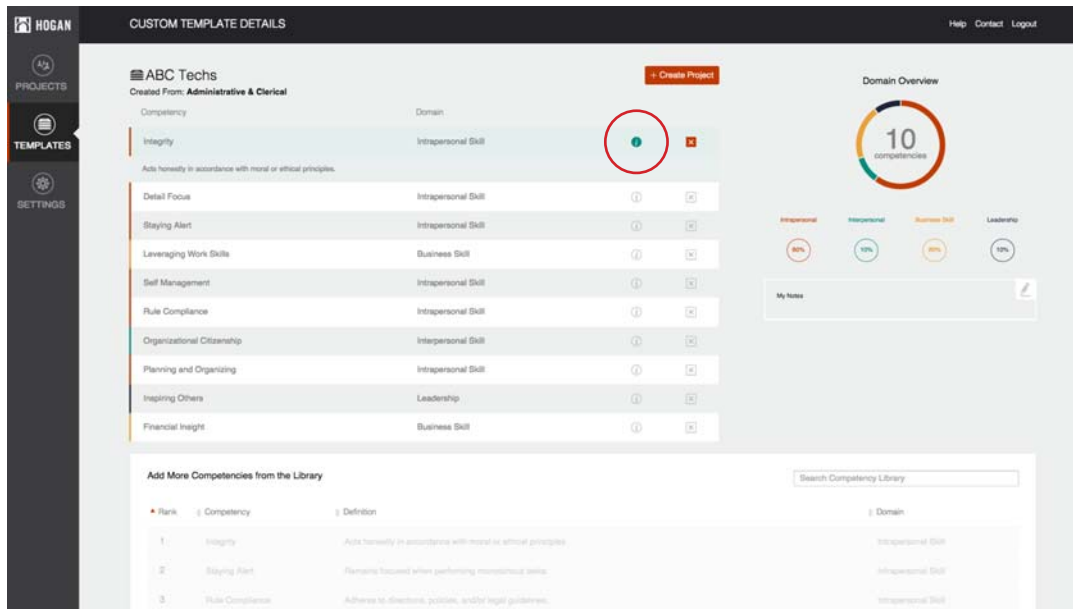 HOGAN
CUSTOM TEMPLATE DETAILS
Help Contact Logout
PROJECTS
TEMPLATES
SETTINGS
ABC Techs
+ Create Project
Created From: Administrative & Clerical
Competency Domain
Integrity Intrapersonal Skill
Acts honestly in accordance with moral or ethical principles.
Detail Focus Intrapersonal Skill
Staying Alert Intrapersonal Skill
Leveraging Work Skills Business Skill
Self Management Intrapersonal Skill
Rule Compliance Intrapersonal Skill
Organizational Citizenship Interpersonal Skill
Planning and Organizing Intrapersonal Skill
Inspiring Others Leadership
Financial Insight Business Skill
Domain Overview
10
competencies
Intrapersonal Interpersonal Business Skill Leadership
10% 10%
My Notes
Add More Competencies from the Library
Search Competency Library
Rank Competency Definition Domain
1 Integrity Acts honestly in accordance with moral or ethical principles. Intrapersonal Skill
2 Staying Alert Remains focused when performing monotonous tasks. Intrapersonal Skill
3 Rule Compliance Adheres to directions, policies, and/or legal guidelines. Intrapersonal Skill